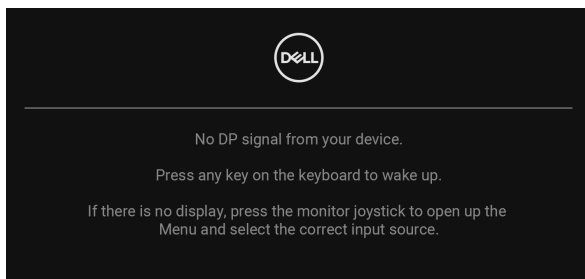 DELL
No DP signal from your device.
Press any key on the keyboard to wake up.
If there is no display, press the monitor joystick to open up the
Menu and select the correct input source.